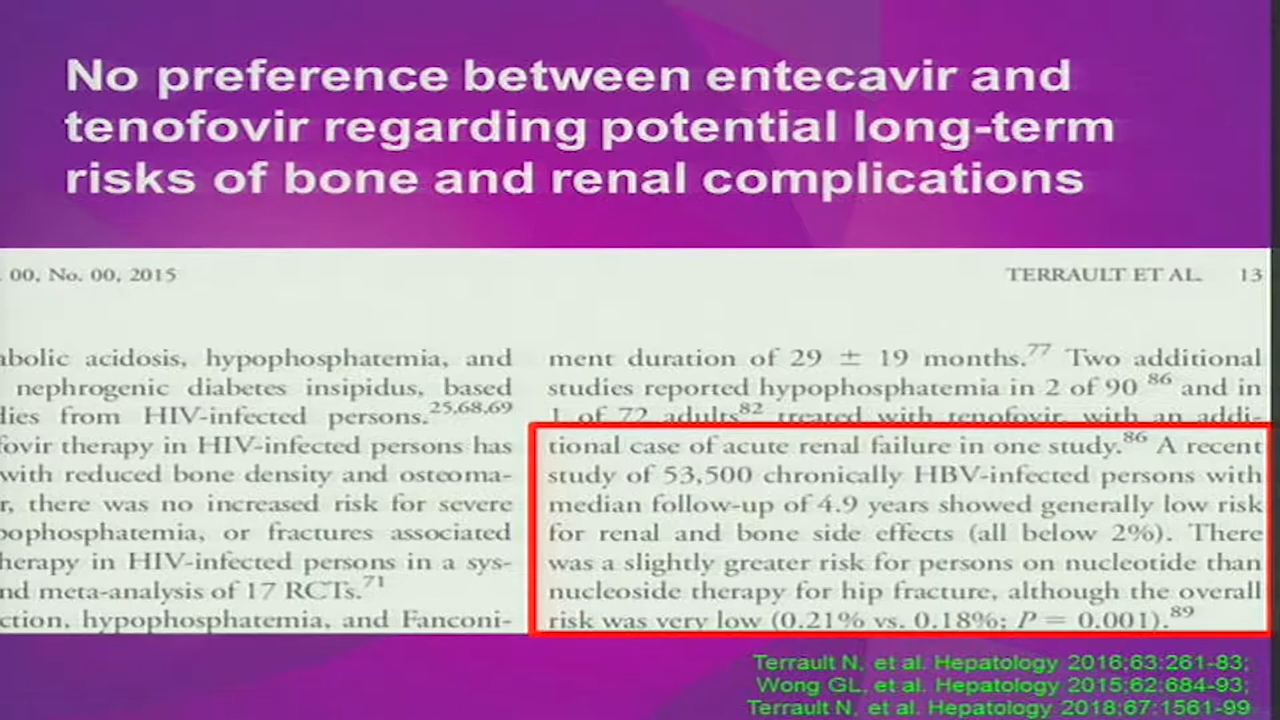 No preference between entecavir and
tenofovir regarding potential long-term
risks of bone and renal complications
. 00, No. 00, 2015
TERRAULT ET AL. 13
abolic acidosis, hypophosphatemia, and
nephrogenic diabetes insipidus, based
dies from HIV-infected persons.25,68,69
fovir therapy in HIV-infected persons has
with reduced bone density and osteoma-
r, there was no increased risk for severe
pophosphatemia, or fractures associated
herapy in HIV-infected persons in a sys-
nd meta-analysis of 17 RCTs.71
ction, hypophosphatemia, and Fanconi-
ment duration of 29 ± 19 months.77 Two additional
studies reported hypophosphatemia in 2 of 90 86 and in
1 of 72 adults82 treated with tenofovir, with an addi-
tional case of acute renal failure in one study.86 A recent
study of 53,500 chronically HBV-infected persons with
median follow-up of 4.9 years showed generally low risk
for renal and bone side effects (all below 2%). There
was a slightly greater risk for persons on nucleotide than
nucleoside therapy for hip fracture, although the overall
risk was very low (0.21% vs. 0.18%; P = 0.001).89
Terrault N, et al. Hepatology 2016;63:261-83;
Wong GL, et al. Hepatology 2015;62:684-93;
Terrault N, et al. Hepatology 2018;67:1561-99